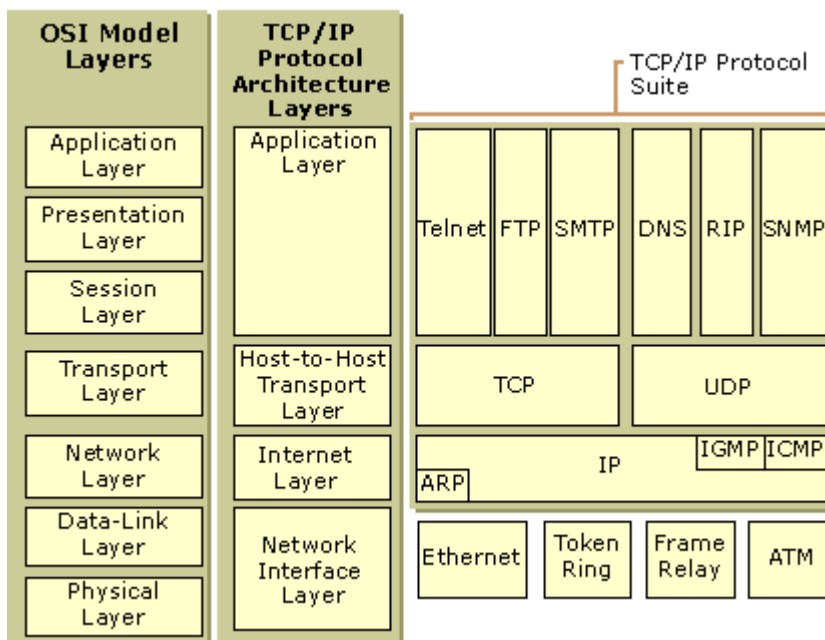 OSI Model
Layers
Application
Layer
Presentation
Layer
Session
Layer
Transport
Layer
Network
Layer
Data-Link
Layer
Physical
Layer
TCP/IP
Protocol
Architecture
Layers
Application
Layer
Host-to-Host
Transport
Layer
Internet
Layer
Network
Interface
Layer
TCP/IP Protocol
Suite
Telnet
FTP
SMTP
DNS
RIP
SNMP
TCP
UDP
IP
IGMP
ICMP
ARP
Ethernet
Token
Ring
Frame
Relay
ATM